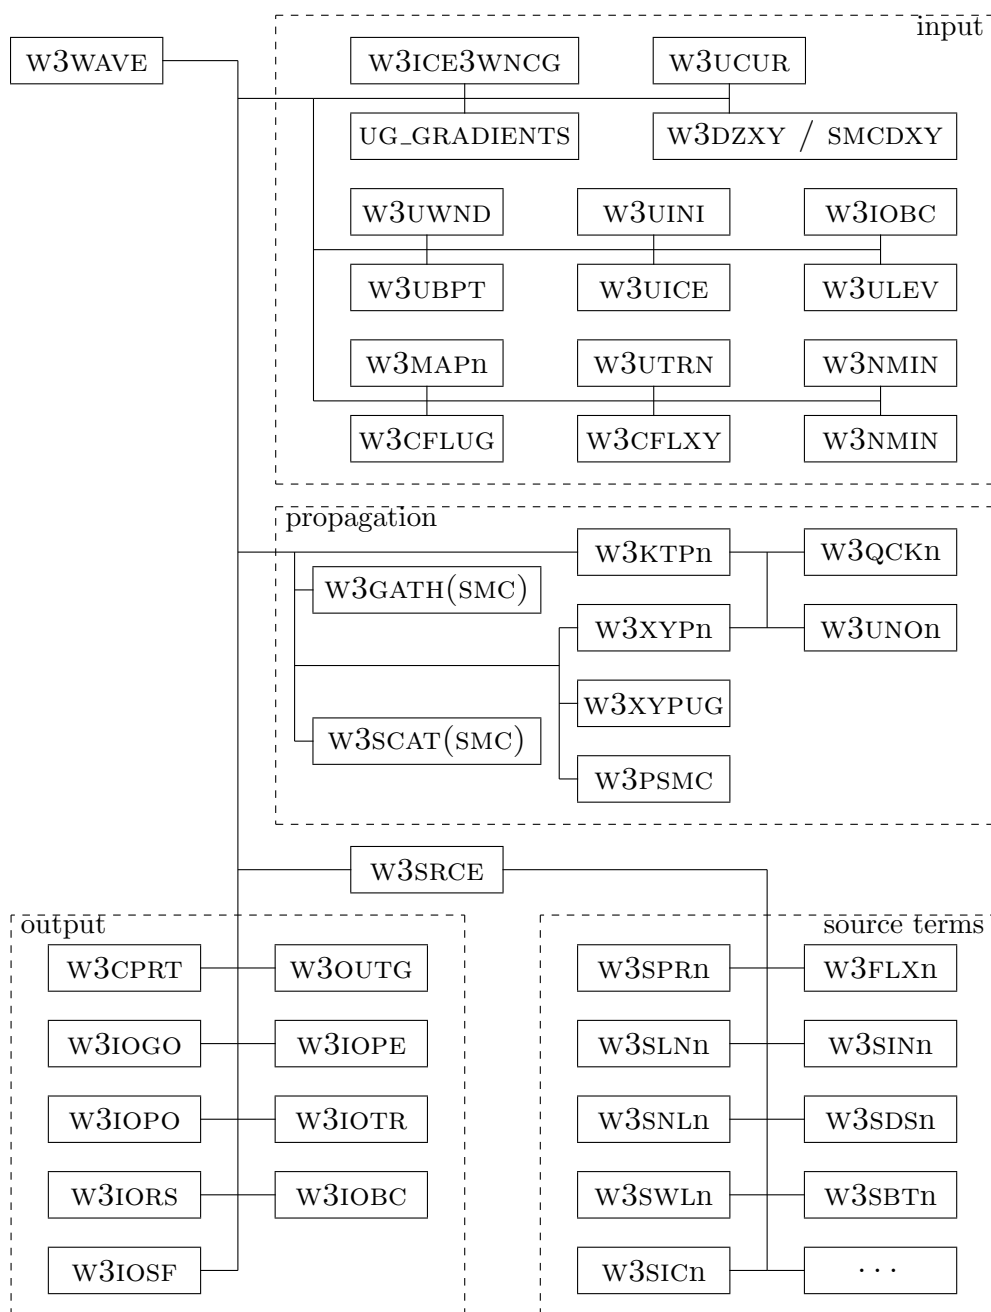 input
W3WAVE
W3ICE3WNCG
W3UCUR
UG_GRADIENTS
W3DZXY / SMCDXY
W3UWND
W3UINI
W3IOBC
W3UBPT
W3UICE
W3ULEV
W3MAPn
W3UTRN
W3NMIN
W3CFLUG
W3CFLXY
W3NMIN
propagation
W3KTPn
W3QCKn
W3GATH(SMC)
W3XYPn
W3UNOn
W3XYPUG
W3SCAT(SMC)
W3PSMC
W3SRCE
output
source terms
W3CPRT
W3OUTG
W3SPRn
W3FLXn
W3IOGO
W3IOPE
W3SLNn
W3SINn
W3IOPO
W3IOTR
W3SNLn
W3SDSn
W3IORS
W3IOBC
W3SWLn
W3SBTn
W3IOSF
W3SICn
···